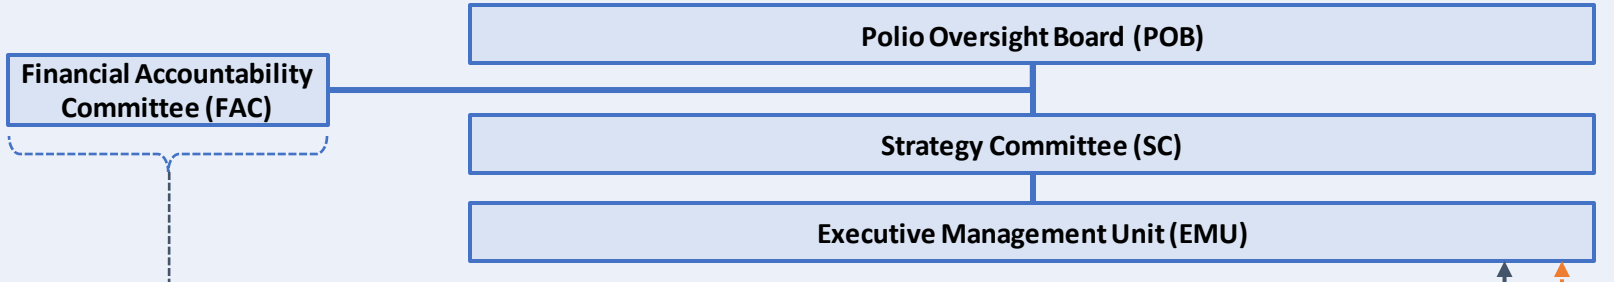 Polio Oversight Board (POB)
Financial Accountability
Committee (FAC)
Strategy Committee (SC)
Executive Management Unit (EMU)